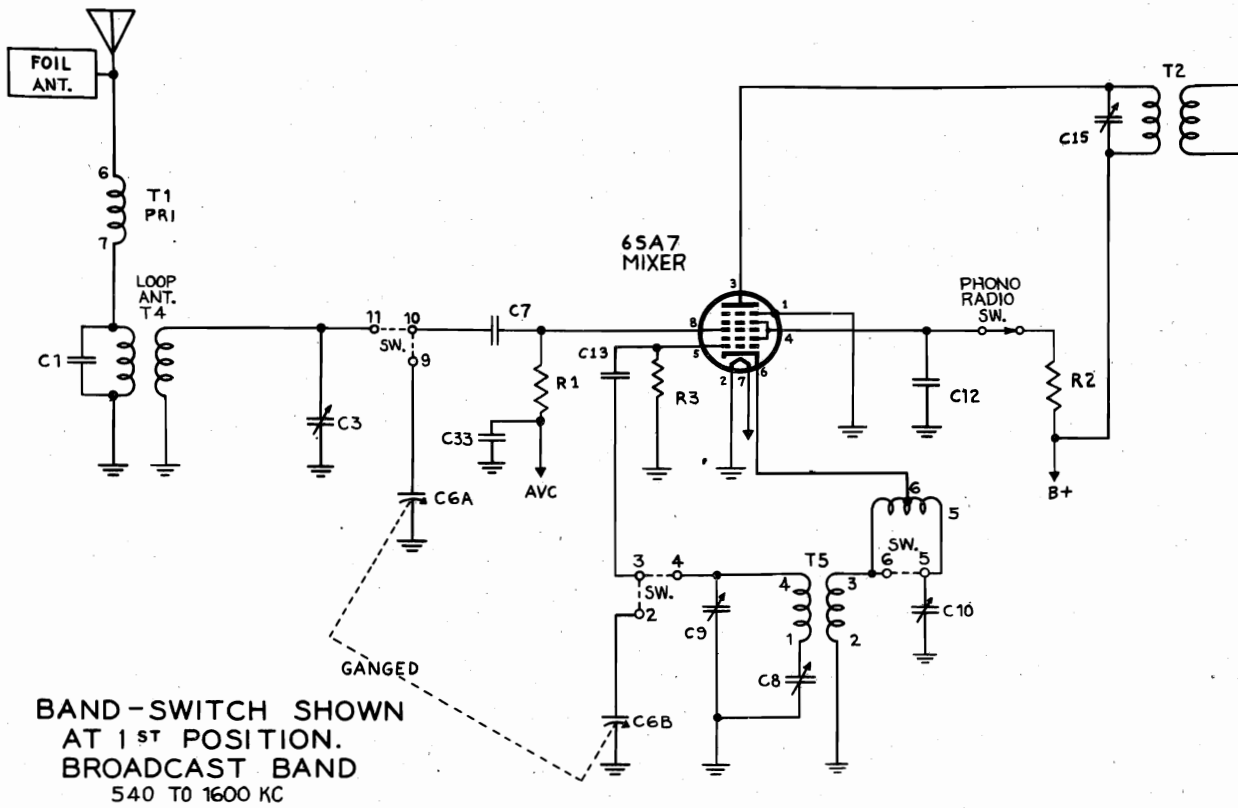 FOIL
ANT.
6
T1
PRI
7
LOOP
ANT.
T4
C1
C3
11
10
SW.
9
C7
R1
C33
AVC
C6A
GANGED
6SA7
MIXER
3
1
8
4
5
2
7
6
C13
R3
C12
PHONO
RADIO
SW.
R2
B+
C15
T2
3
4
SW.
2
C6B
C9
4
T5
3
1
2
C8
6
5
SW.
6
5
C10
BAND-SWITCH SHOWN
AT 1ST POSITION.
BROADCAST BAND
540 TO 1600 KC